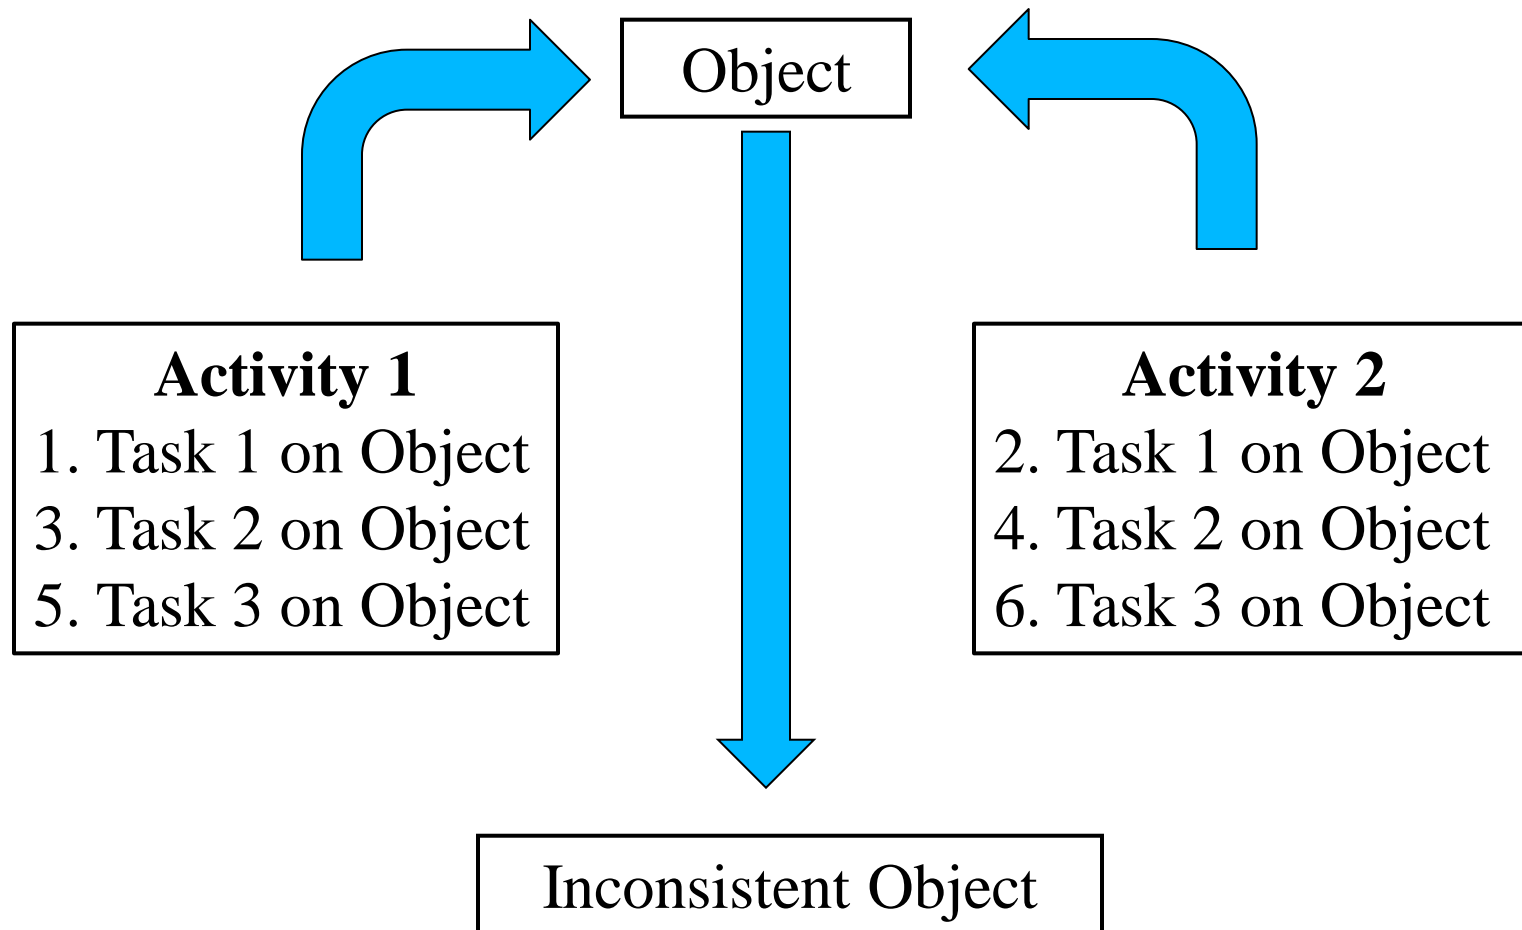 Object
Activity 1
1. Task 1 on Object
3. Task 2 on Object
5. Task 3 on Object
Activity 2
2. Task 1 on Object
4. Task 2 on Object
6. Task 3 on Object
Inconsistent Object